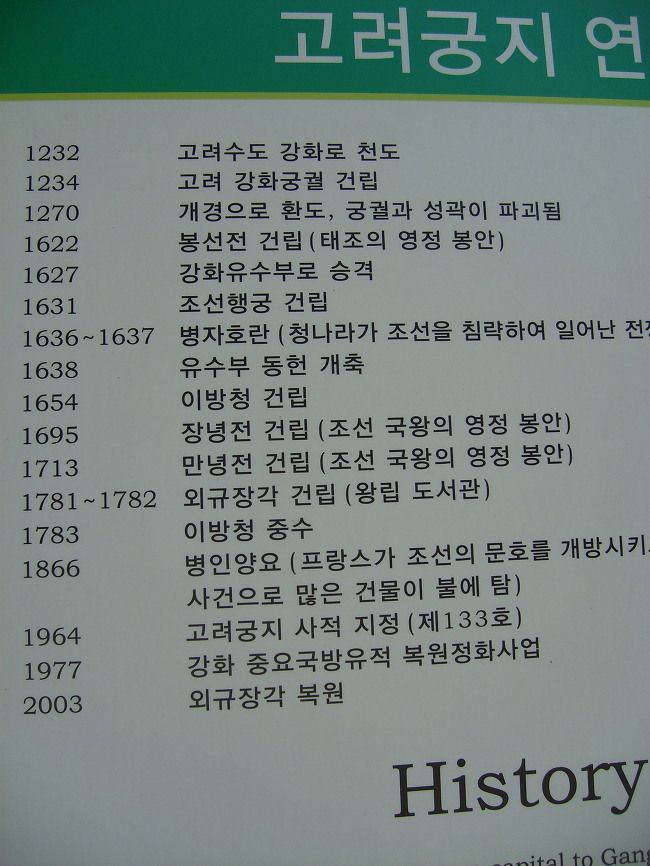 고려궁지 연
1232 고려수도 강화로 천도
1234 고려 강화궁궐 건립
1270 개경으로 환도, 궁궐과 성곽이 파괴됨
1622 봉선전 건립(태조의 영정 봉안)
1627 강화유수부로 승격
1631 조선행궁 건립
1636~1637 병자호란 (청나라가 조선을 침략하여 일어난 전쟁
1638 유수부 동헌 개축
1654 이방청 건립
1695 장녕전 건립 (조선 국왕의 영정 봉안)
1713 만녕전 건립 (조선 국왕의 영정 봉안)
1781~1782 외규장각 건립 (왕립 도서관)
1783 이방청 중수
1866 병인양요 (프랑스가 조선의 문호를 개방시키
사건으로 많은 건물이 불에 탐)
1964 고려궁지 사적 지정 (제133호)
1977 강화 중요국방유적 복원정화사업
2003 외규장각 복원
History
capital to Gang